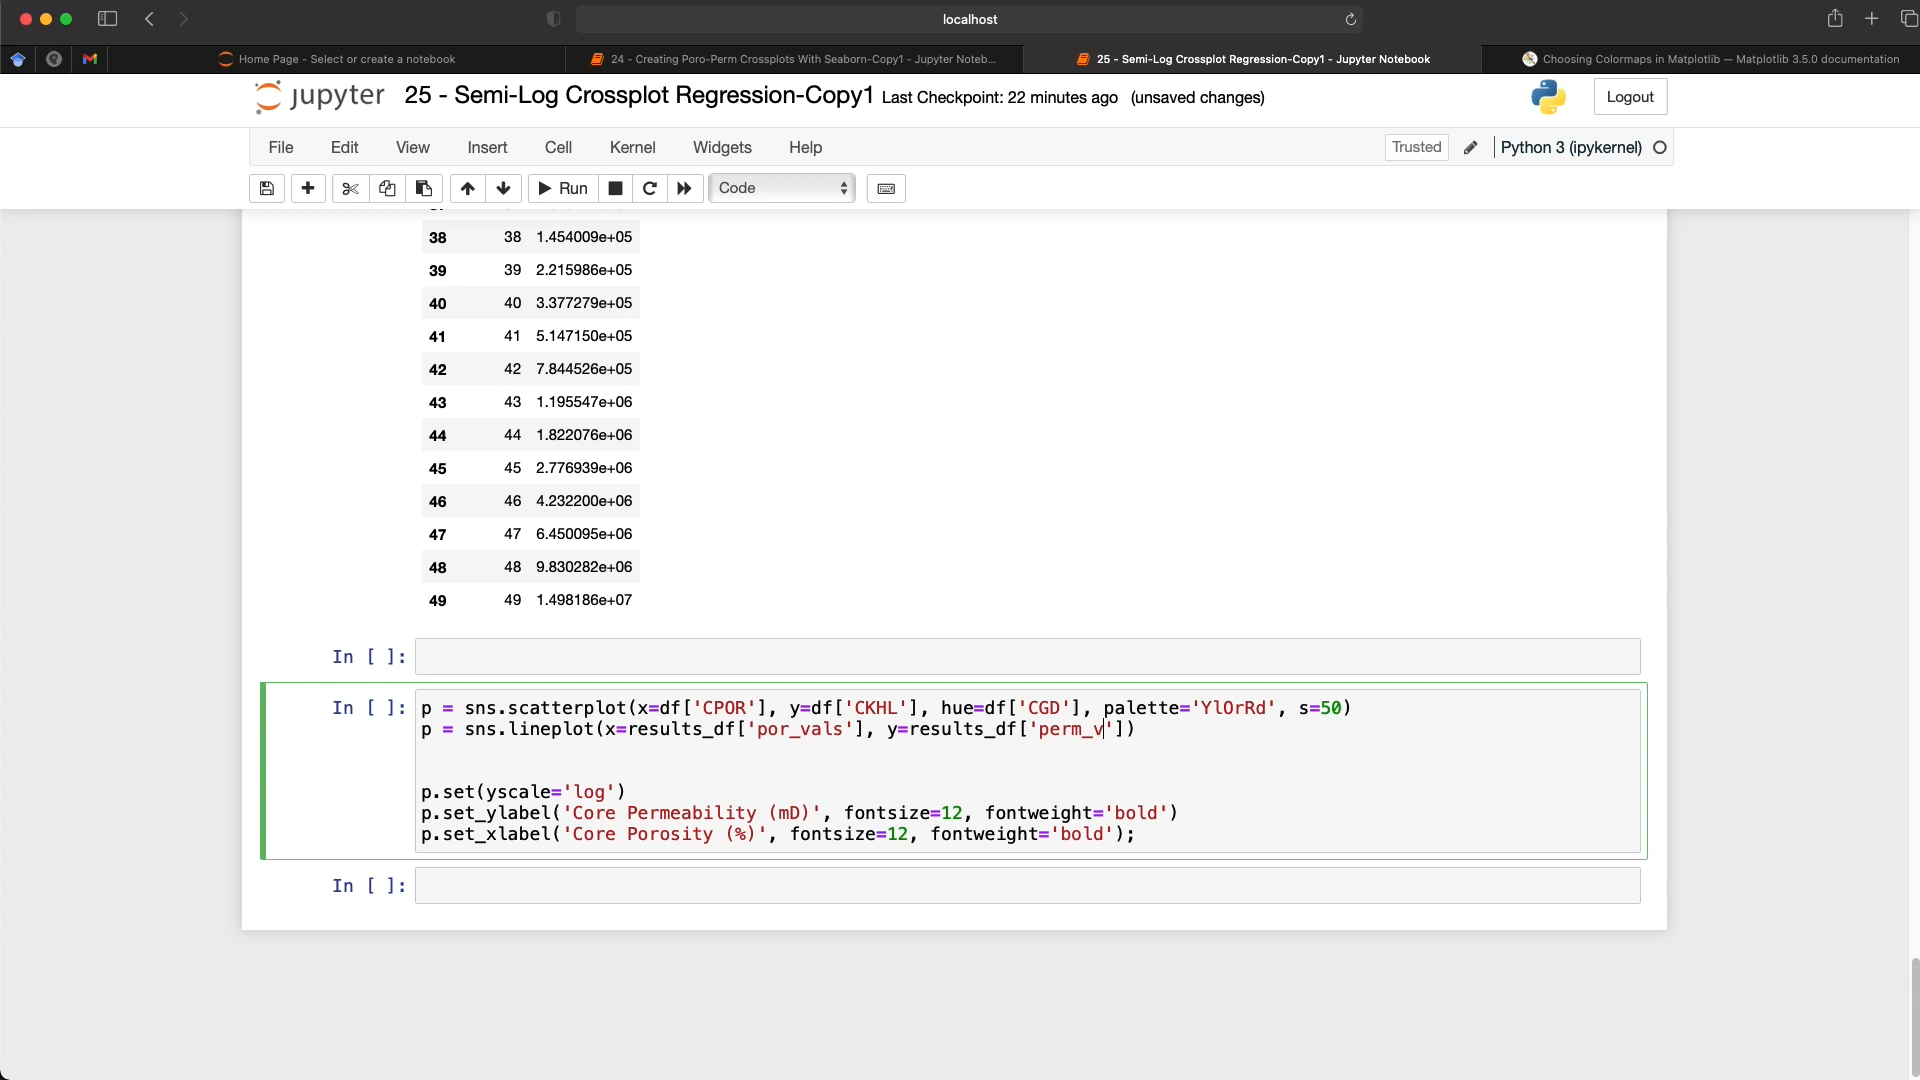 localhost
Home Page - Select or create a notebook
24 - Creating Poro-Perm Crossplots With Seaborn-Copy1 - Jupyter Noteb...
25 - Semi-Log Crossplot Regression-Copy1 - Jupyter Notebook
Choosing Colormaps in Matplotlib — Matplotlib 3.5.0 documentation
jupyter 25 - Semi-Log Crossplot Regression-Copy1 Last Checkpoint: 22 minutes ago (unsaved changes)
Logout
File Edit View Insert Cell Kernel Widgets Help
Trusted Python 3 (ipykernel)
Run Code
38 38 1.454009e+05
39 39 2.215986e+05
40 40 3.377279e+05
41 41 5.147150e+05
42 42 7.844526e+05
43 43 1.195547e+06
44 44 1.822076e+06
45 45 2.776939e+06
46 46 4.232200e+06
47 47 6.450095e+06
48 48 9.830282e+06
49 49 1.498186e+07
In [ ]:
In [ ]: p = sns.scatterplot(x=df['CPOR'], y=df['CKHL'], hue=df['CGD'], palette='YlOrRd', s=50)
p = sns.lineplot(x=results_df['por_vals'], y=results_df['perm_v'])
p.set(yscale='log')
p.set_ylabel('Core Permeability (mD)', fontsize=12, fontweight='bold')
p.set_xlabel('Core Porosity (%)', fontsize=12, fontweight='bold');
In [ ]: